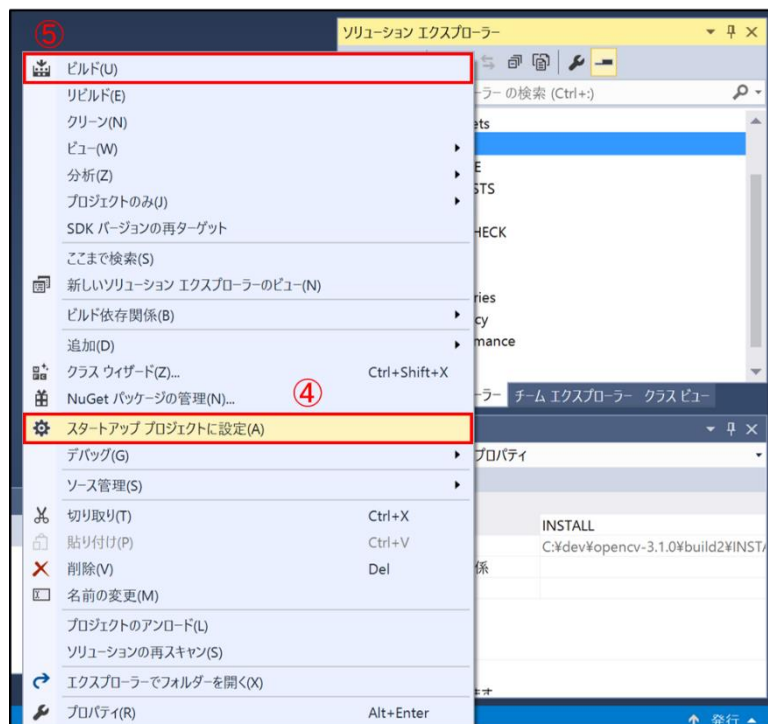 ⑤
ソリューション エクスプローラー
ビルド(U)
リビルド(E)
ーラー の検索 (Ctrl+:)
クリーン(N)
ets
ビュー(W)
分析(Z)
E
プロジェクトのみ(J)
STS
SDK バージョンの再ターゲット
HECK
ここまで検索(S)
新しいソリューション エクスプローラーのビュー(N)
ries
ビルド依存関係(B)
cy
追加(D)
mance
クラス ウィザード(Z)... Ctrl+Shift+X
④
NuGet パッケージの管理(N)...
ーラー チーム エクスプローラー クラス ビュー
スタートアップ プロジェクトに設定(A)
デバッグ(G)
プロパティ
ソース管理(S)
切り取り(T) Ctrl+X
INSTALL
貼り付け(P) Ctrl+V
C:¥dev¥opencv-3.1.0¥build2¥INST
削除(V) Del
係
名前の変更(M)
プロジェクトのアンロード(L)
ソリューションの再スキャン(S)
エクスプローラーでフォルダーを開く(X)
プロパティ(R) Alt+Enter
発行